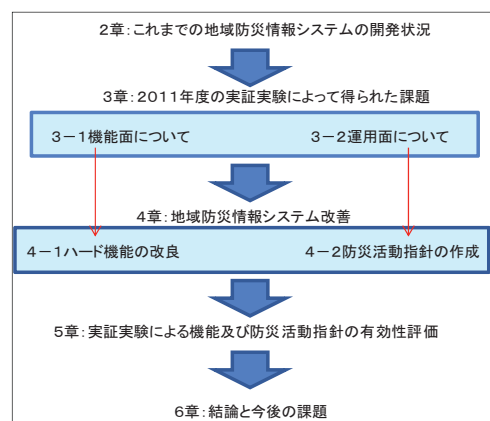 2章：これまでの地域防災情報システムの開発状況
3章：2011年度の実証実験によって得られた課題
3－1機能面について　3－2運用面について
4章：地域防災情報システム改善
4－1ハード機能の改良　4－2防災活動指針の作成
5章：実証実験による機能及び防災活動指針の有効性評価
6章：結論と今後の課題